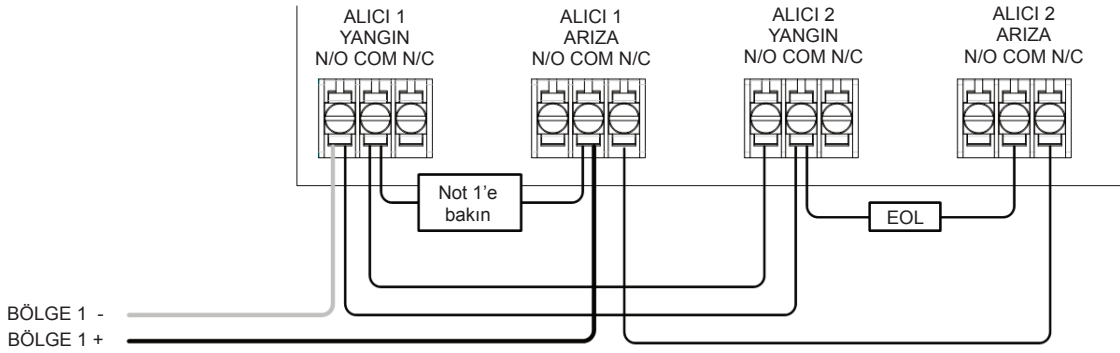 ALICI 1
YANGIN
N/O COM N/C
ALICI 1
ARIZA
N/O COM N/C
ALICI 2
YANGIN
N/O COM N/C
ALICI 2
ARIZA
N/O COM N/C
Not 1’e
bakın
EOL
BÖLGE 1 -
BÖLGE 1 +